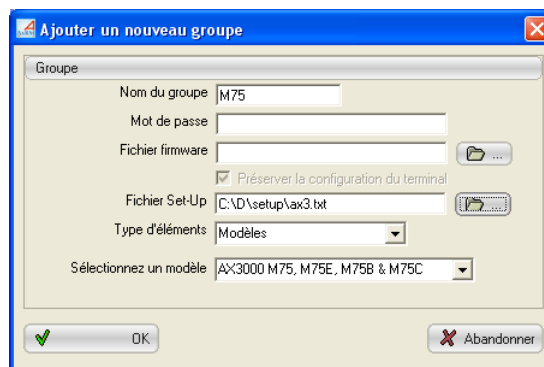 Ajouter un nouveau groupe
Groupe
Nom du groupe M75
Mot de passe
Fichier firmware ...
Préserver la configuration du terminal
Fichier Set-Up C:\D\setup\ax3.txt ...
Type d'éléments Modèles
Sélectionnez un modèle AX3000 M75, M75E, M75B & M75C
OK Abandonner